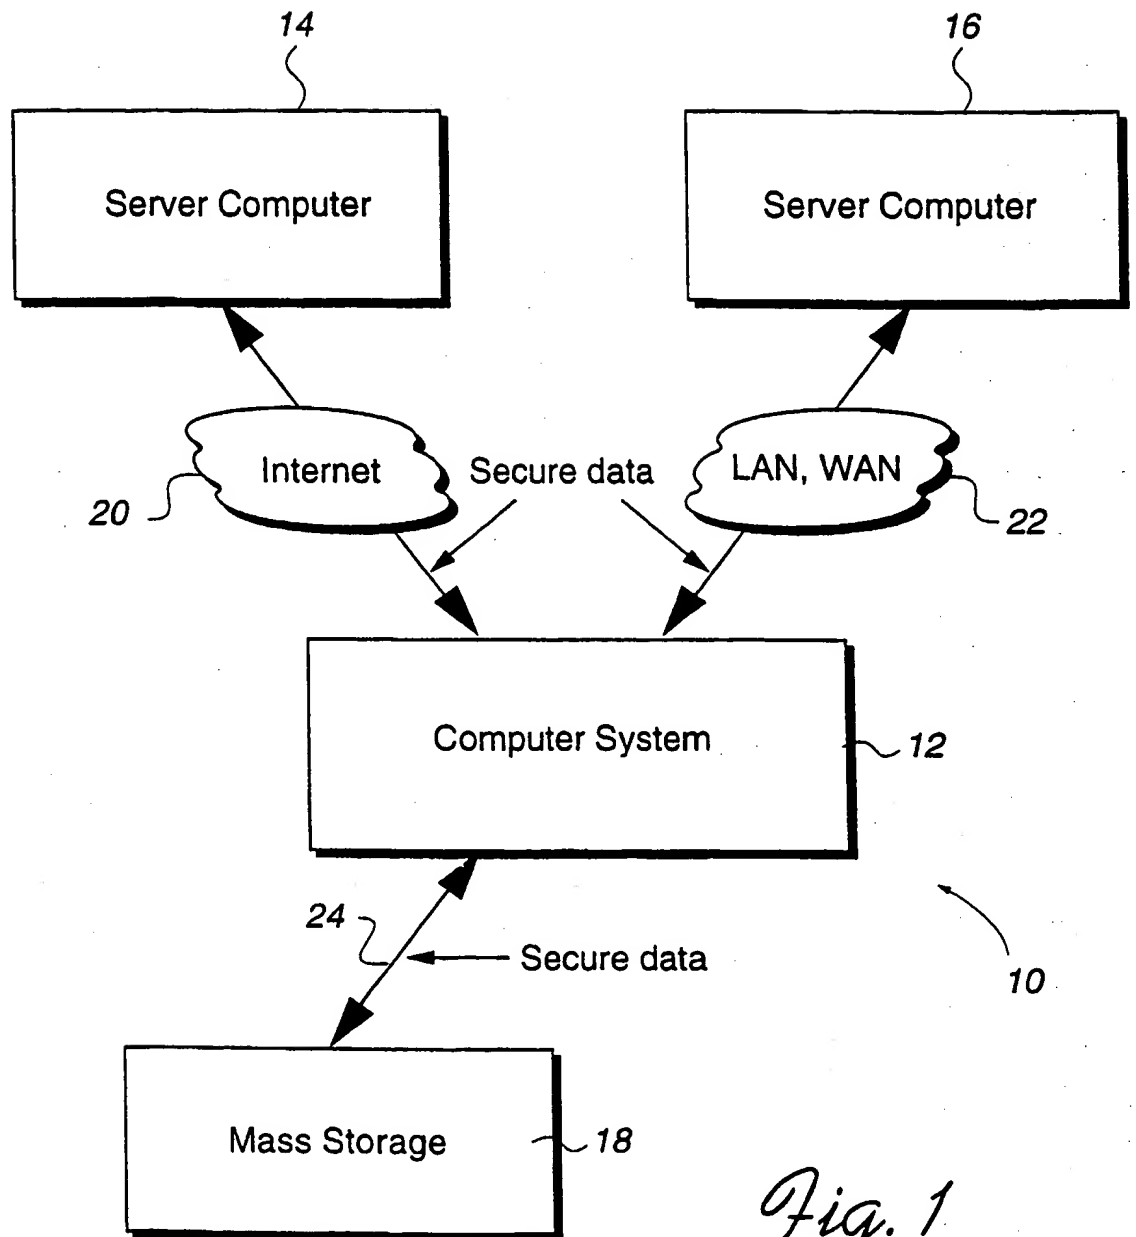 14
16
Server Computer
Server Computer
Internet
Secure data
LAN, WAN
20
22
Computer System
12
24
Secure data
10
Mass Storage
18
Fig. 1